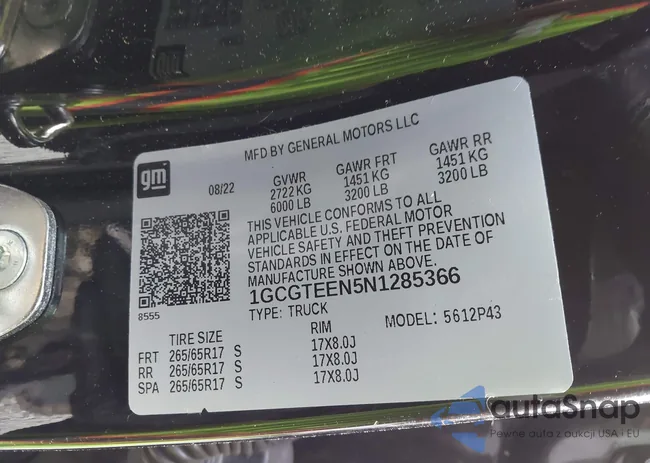 MFD BY GENERAL MOTORS LLC
gm
08/22
GVWR GAWR FRT GAWR RR
2722 KG 1451 KG 1451 KG
6000 LB 3200 LB 3200 LB
THIS VEHICLE CONFORMS TO ALL
APPLICABLE U.S. FEDERAL MOTOR
VEHICLE SAFETY AND THEFT PREVENTION
STANDARDS IN EFFECT ON THE DATE OF
MANUFACTURE SHOWN ABOVE.
8555
1GCGTEEN5N1285366
TYPE: TRUCK MODEL: 5612P43
TIRE SIZE RIM
FRT 265/65R17 S 17X8.0J
RR 265/65R17 S 17X8.0J
SPA 265/65R17 S 17X8.0J
autoSnap
Pewne auta z aukcji USA i EU